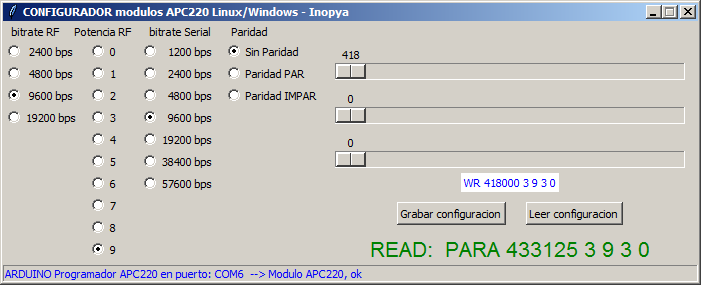 CONFIGURADOR modulos APC220 Linux/Windows - Inopya
bitrate RF Potencia RF bitrate Serial Paridad
2400 bps 0 1200 bps Sin Paridad
4800 bps 1 2400 bps Paridad PAR
9600 bps 2 4800 bps Paridad IMPAR
19200 bps 3 9600 bps
4 19200 bps
5 38400 bps
6 57600 bps
7
8
9
418
0
0
WR 418000 3 9 3 0
Grabar configuracion Leer configuracion
READ: PARA 433125 3 9 3 0
ARDUINO Programador APC220 en puerto: COM6 --> Modulo APC220, ok